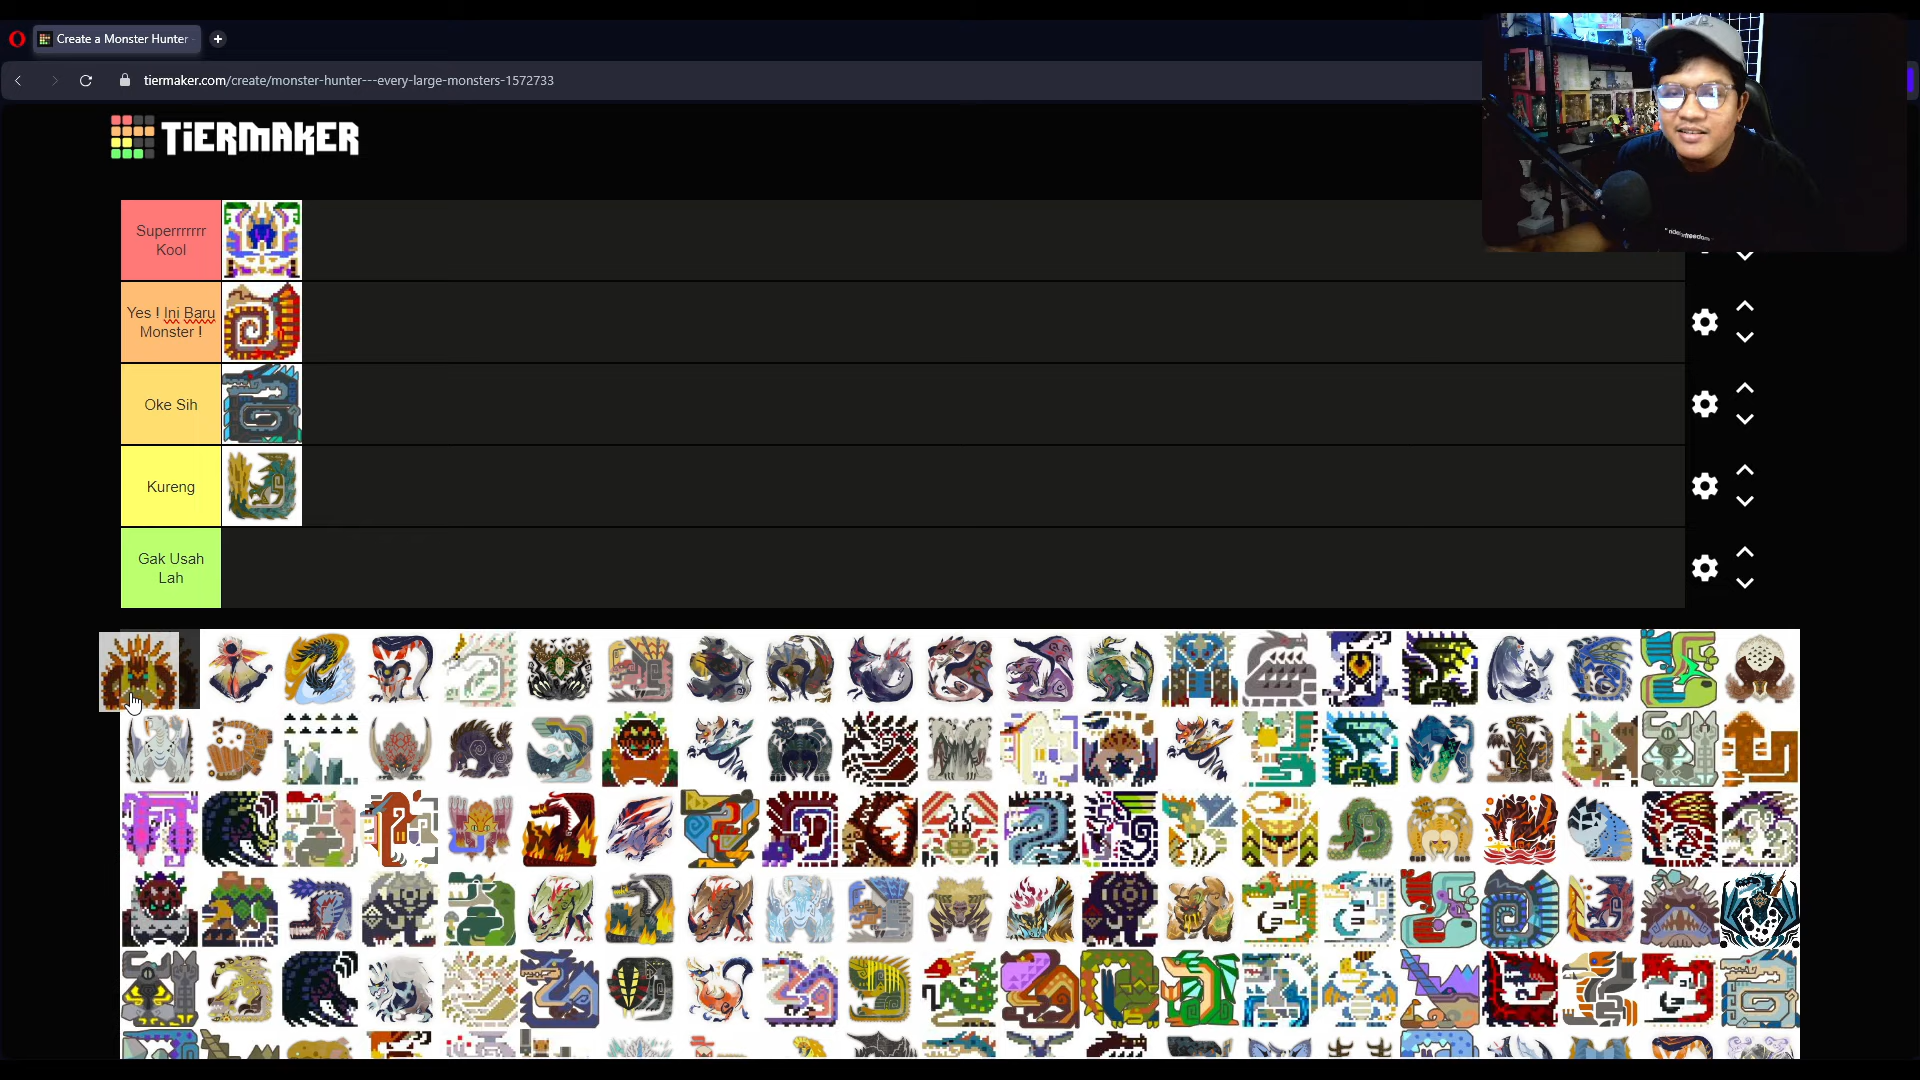 Create a Monster Hunter
tiermaker.com/create/monster-hunter---every-large-monsters-1572733
TiERMAKER
Superrrrrrr
Kool
Yes ! Ini Baru
Monster !
Oke Sih
Kureng
Gak Usah
Lah